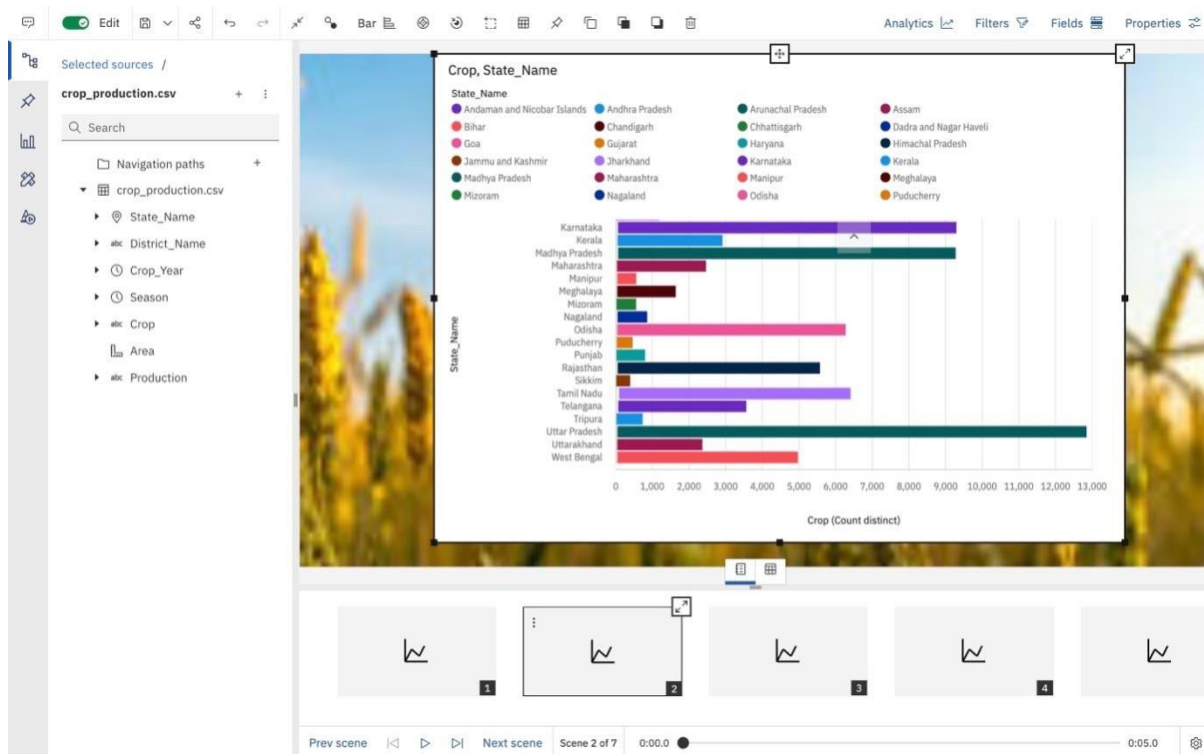 Edit Bar Analytics Filters Fields Properties
Selected sources /
crop_production.csv
Search
Navigation paths
crop_production.csv
State_Name
abc District_Name
Crop_Year
Season
abc Crop
Area
abc Production
Crop, State_Name
State_Name
Andaman and Nicobar Islands Andhra Pradesh Arunachal Pradesh Assam
Bihar Chandigarh Chhattisgarh Dadra and Nagar Haveli
Goa Gujarat Haryana Himachal Pradesh
Jammu and Kashmir Jharkhand Karnataka Kerala
Madhya Pradesh Maharashtra Manipur Meghalaya
Mizoram Nagaland Odisha Puducherry
State_Name
Karnataka
Kerala
Madhya Pradesh
Maharashtra
Manipur
Meghalaya
Mizoram
Nagaland
Odisha
Puducherry
Punjab
Rajasthan
Sikkim
Tamil Nadu
Telangana
Tripura
Uttar Pradesh
Uttarakhand
West Bengal
0 1,000 2,000 3,000 4,000 5,000 6,000 7,000 8,000 9,000 10,000 11,000 12,000 13,000
Crop (Count distinct)
1 2 3 4
Prev scene Next scene Scene 2 of 7 0:00.0 0:05.0